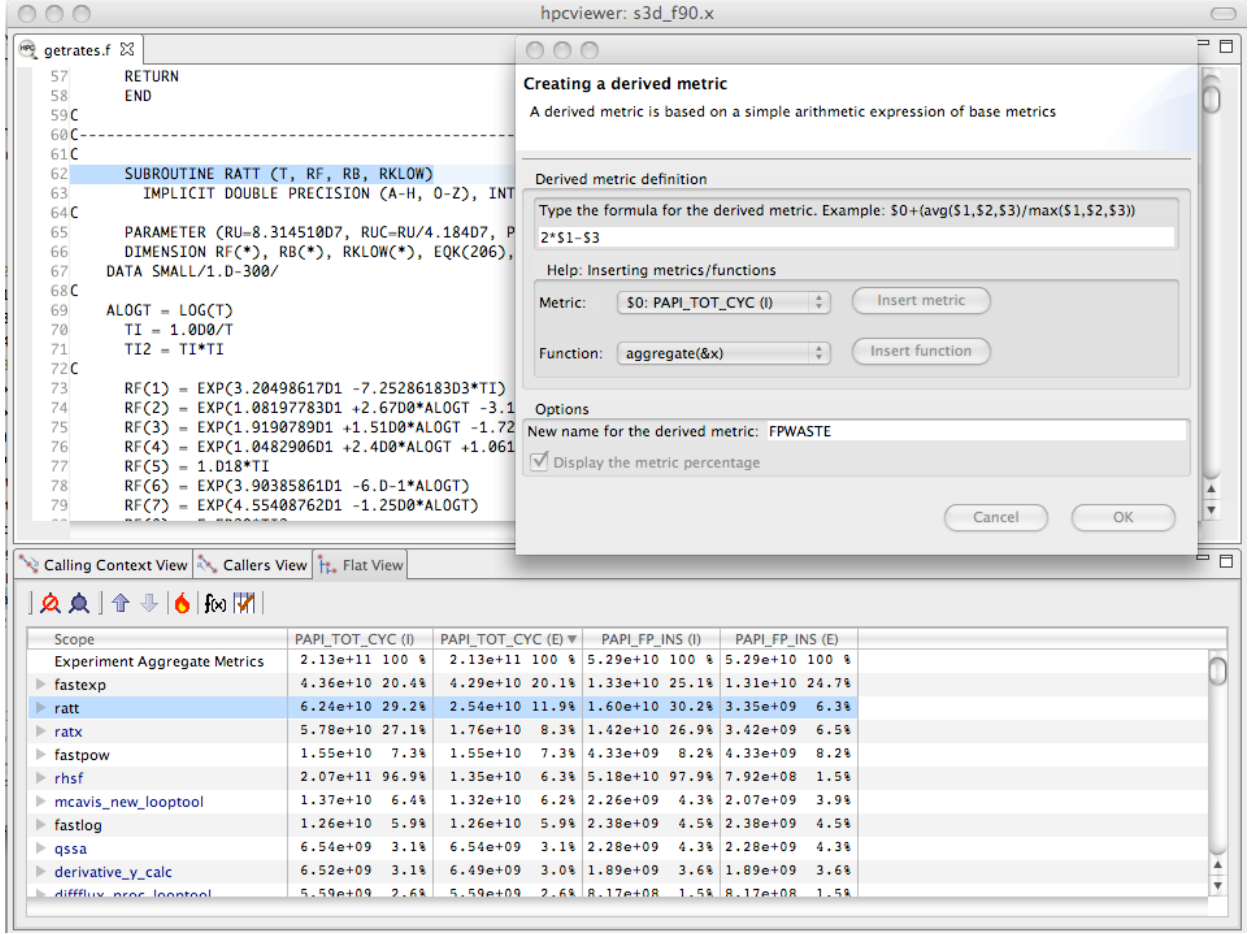 hpcviewer: s3d_f90.x
getrates.f
57 RETURN
58 END
59 C
60 C----------------------------------------------------
61 C
62 SUBROUTINE RATT (T, RF, RB, RKLOW)
63 IMPLICIT DOUBLE PRECISION (A-H, O-Z), INT
64 C
65 PARAMETER (RU=8.314510D7, RUC=RU/4.184D7, P
66 DIMENSION RF(*), RB(*), RKLOW(*), EQK(206),
67 DATA SMALL/1.D-300/
68 C
69 ALOGT = LOG(T)
70 TI = 1.0D0/T
71 TI2 = TI*TI
72 C
73 RF(1) = EXP(3.20498617D1 -7.25286183D3*TI)
74 RF(2) = EXP(1.08197783D1 +2.67D0*ALOGT -3.1
75 RF(3) = EXP(1.9190789D1 +1.51D0*ALOGT -1.72
76 RF(4) = EXP(1.0482906D1 +2.4D0*ALOGT +1.061
77 RF(5) = 1.D18*TI
78 RF(6) = EXP(3.90385861D1 -6.D-1*ALOGT)
79 RF(7) = EXP(4.55408762D1 -1.25D0*ALOGT)
Creating a derived metric
A derived metric is based on a simple arithmetic expression of base metrics
Derived metric definition
Type the formula for the derived metric. Example: $0+(avg($1,$2,$3)/max($1,$2,$3))
2*$1-$3
Help: Inserting metrics/functions
Metric: $0: PAPI_TOT_CYC (I) Insert metric
Function: aggregate(&x) Insert function
Options
New name for the derived metric: FPWASTE
Display the metric percentage
Cancel OK
Calling Context View Callers View Flat View
f(x)
Scope PAPI_TOT_CYC (I) PAPI_TOT_CYC (E) PAPI_FP_INS (I) PAPI_FP_INS (E)
Experiment Aggregate Metrics 2.13e+11 100 % 2.13e+11 100 % 5.29e+10 100 % 5.29e+10 100 %
fastexp 4.36e+10 20.4% 4.29e+10 20.1% 1.33e+10 25.1% 1.31e+10 24.7%
ratt 6.24e+10 29.2% 2.54e+10 11.9% 1.60e+10 30.2% 3.35e+09 6.3%
ratx 5.78e+10 27.1% 1.76e+10 8.3% 1.42e+10 26.9% 3.42e+09 6.5%
fastpow 1.55e+10 7.3% 1.55e+10 7.3% 4.33e+09 8.2% 4.33e+09 8.2%
rhsf 2.07e+11 96.9% 1.35e+10 6.3% 5.18e+10 97.9% 7.92e+08 1.5%
mcavis_new_looptool 1.37e+10 6.4% 1.32e+10 6.2% 2.26e+09 4.3% 2.07e+09 3.9%
fastlog 1.26e+10 5.9% 1.26e+10 5.9% 2.38e+09 4.5% 2.38e+09 4.5%
qssa 6.54e+09 3.1% 6.54e+09 3.1% 2.28e+09 4.3% 2.28e+09 4.3%
derivative_y_calc 6.52e+09 3.1% 6.49e+09 3.0% 1.89e+09 3.6% 1.89e+09 3.6%
diffflux_proc_looptool 5.59e+09 2.6% 5.59e+09 2.6% 8.17e+08 1.5% 8.17e+08 1.5%